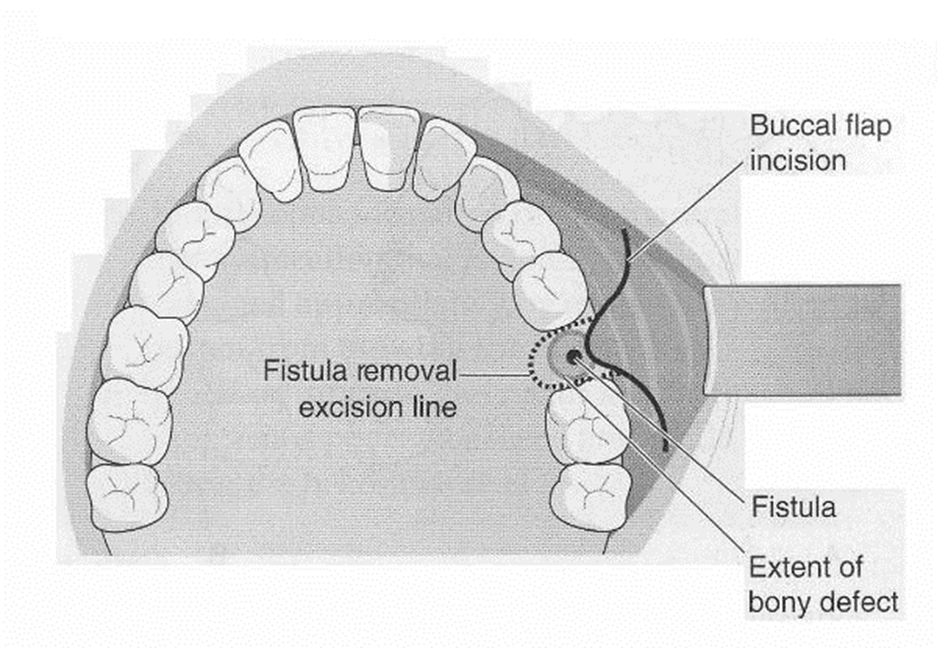 Buccal flap
incision
Fistula removal
excision line
Fistula
Extent of
bony defect